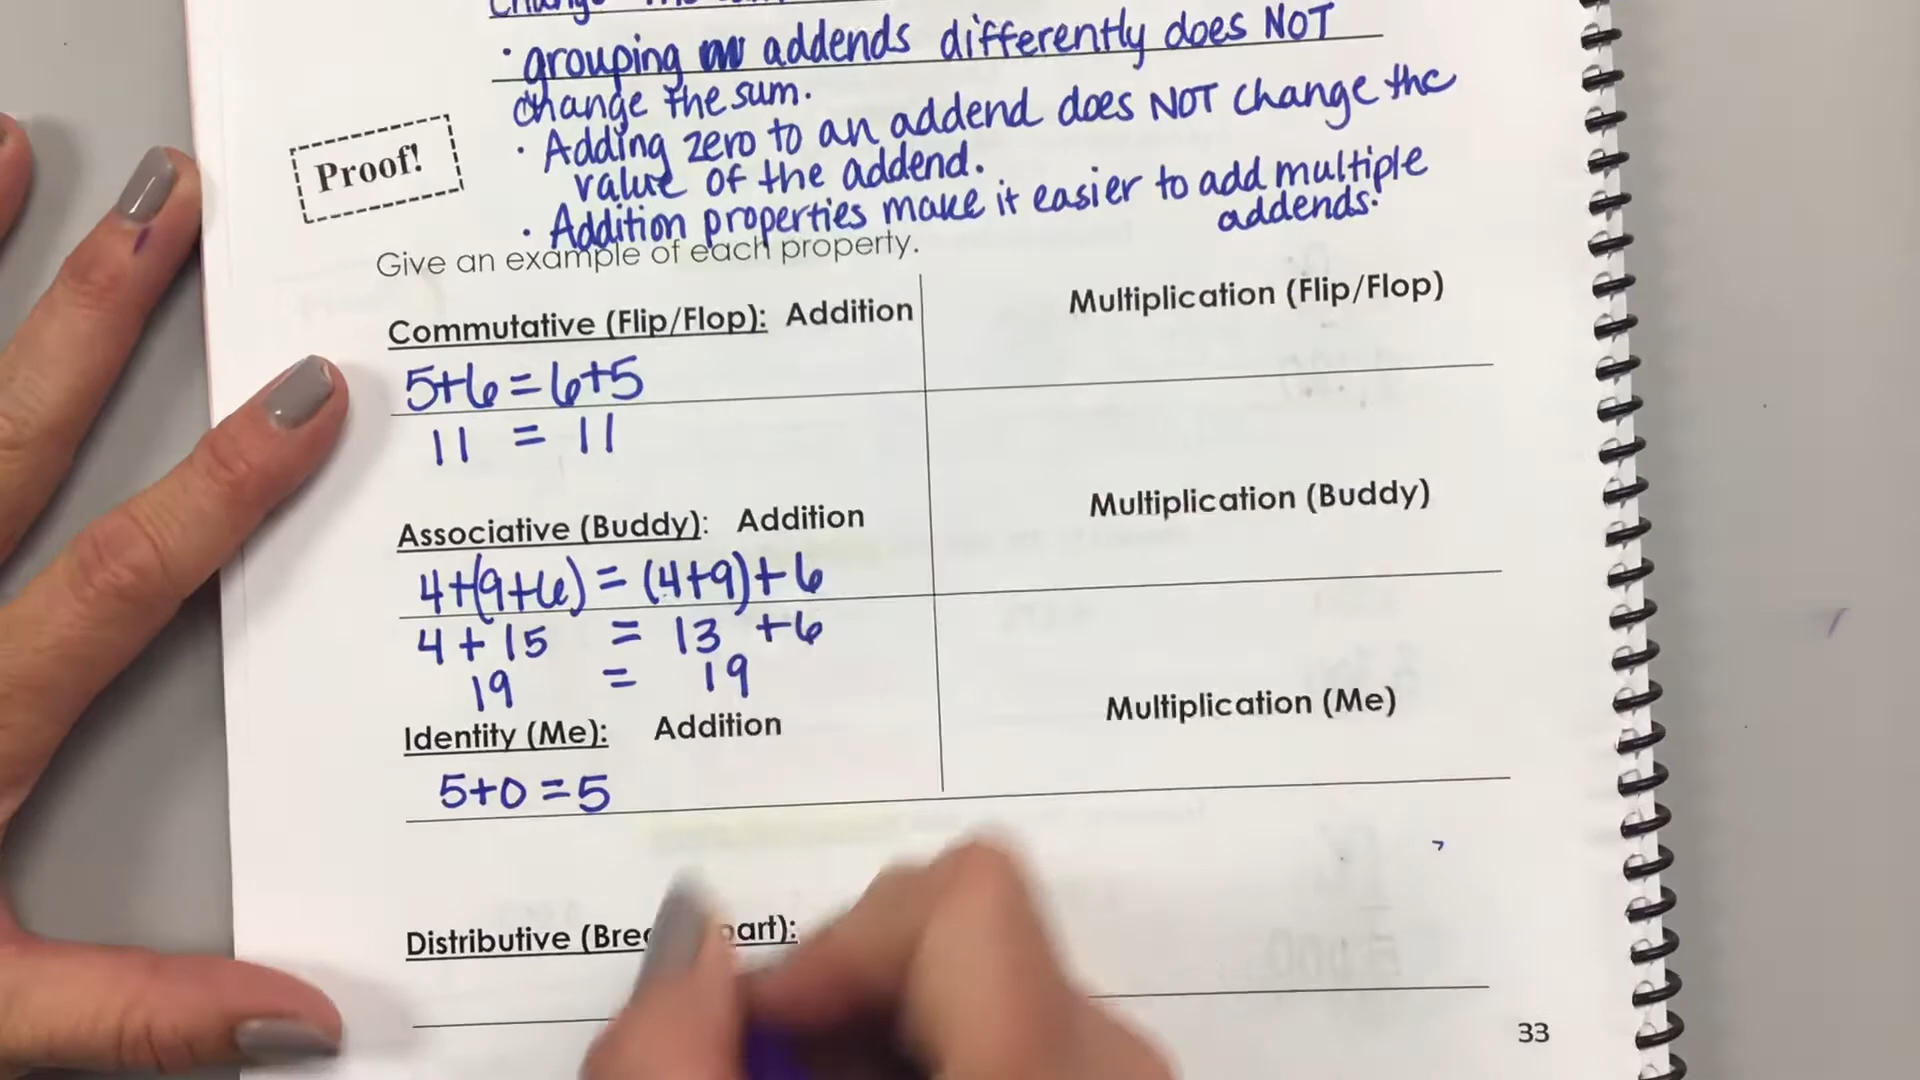 grouping addends differently does NOT
change the sum.
Proof!
· Adding zero to an addend does NOT change the
value of the addend.
· Addition properties make it easier to add multiple
addends.
Give an example of each property.
Commutative (Flip/Flop): Addition
Multiplication (Flip/Flop)
5+6=6+5
11 = 11
Associative (Buddy): Addition
Multiplication (Buddy)
4+(9+6)=(4+9)+6
4+15 = 13 +6
19 = 19
Identity (Me): Addition
Multiplication (Me)
5+0=5
Distributive
33